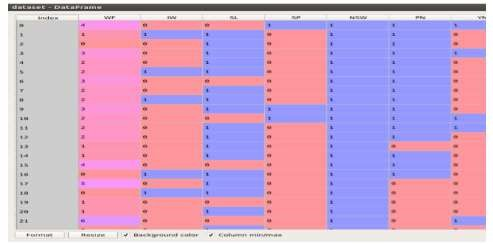 dataset - DataFrame
Index WF IW SL SP NSW PN YN
0 4 0 0 0 1 1 1
1 1 1 1 0 1 1 0
2 0 0 1 0 1 1 0
3 3 0 1 0 1 1 1
4 2 0 1 0 1 1 0
5 2 1 1 0 1 1 0
6 3 0 0 0 1 1 0
7 2 0 1 0 1 1 0
8 2 1 1 0 1 1 0
9 3 0 1 1 1 1 0
10 2 0 0 1 1 1 1
11 2 0 1 0 1 1 1
12 2 0 1 0 1 1 0
13 1 0 1 0 1 0 0
14 1 0 1 0 1 1 0
15 4 0 0 0 1 1 0
16 0 1 1 0 1 1 0
17 5 0 1 0 1 0 0
18 1 1 1 0 1 0 0
19 1 0 0 0 1 0 0
20 1 0 1 0 1 0 0
21 6 0 0 0 1 0 1
Format Resize Background color Column min/max